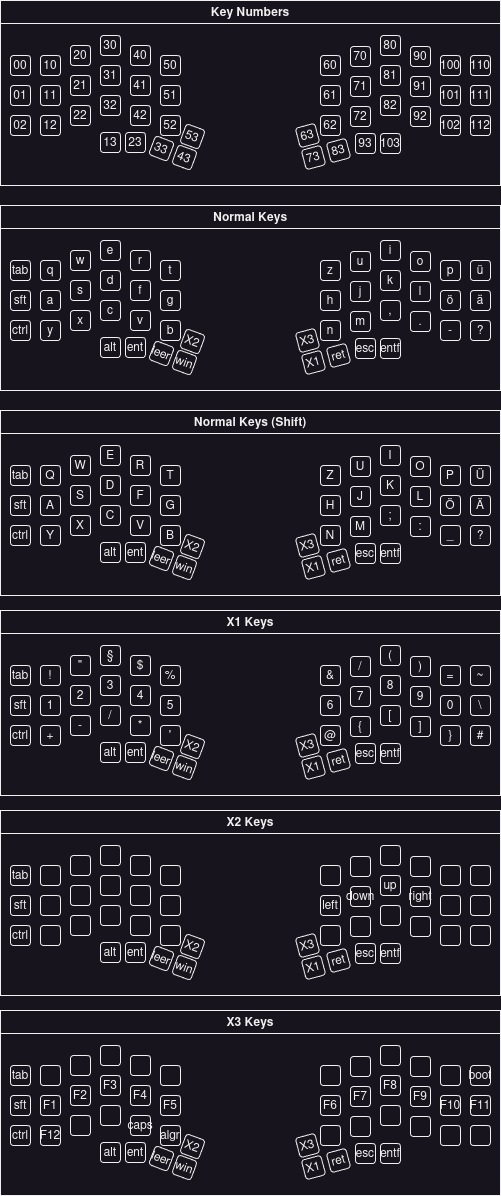 Key Numbers
00 10 20 30 40 50 60 70 80 90 100 110
01 11 21 31 41 51 61 71 81 91 101 111
02 12 22 32 42 52 62 72 82 92 102 112
13 23 33 43 53 63 73 83 93 103
Normal Keys
tab q w e r t z u i o p ü
sft a s d f g h j k l ö ä
ctrl y x c v b n m , . - ?
alt ent eer win X2 X3 X1 ret esc entf
Normal Keys (Shift)
tab Q W E R T Z U I O P Ü
sft A S D F G H J K L Ö Ä
ctrl Y X C V B N M ; : _ ?
alt ent eer win X2 X3 X1 ret esc entf
X1 Keys
tab ! " § $ % & / ( ) = ~
sft 1 2 3 4 5 6 7 8 9 0 \
ctrl + - / * ' @ { [ ] } #
alt ent eer win X2 X3 X1 ret esc entf
X2 Keys
tab
sft left down up right
ctrl
alt ent eer win X2 X3 X1 ret esc entf
X3 Keys
tab boot
sft F1 F2 F3 F4 F5 F6 F7 F8 F9 F10 F11
ctrl F12 caps algr
alt ent eer win X2 X3 X1 ret esc entf